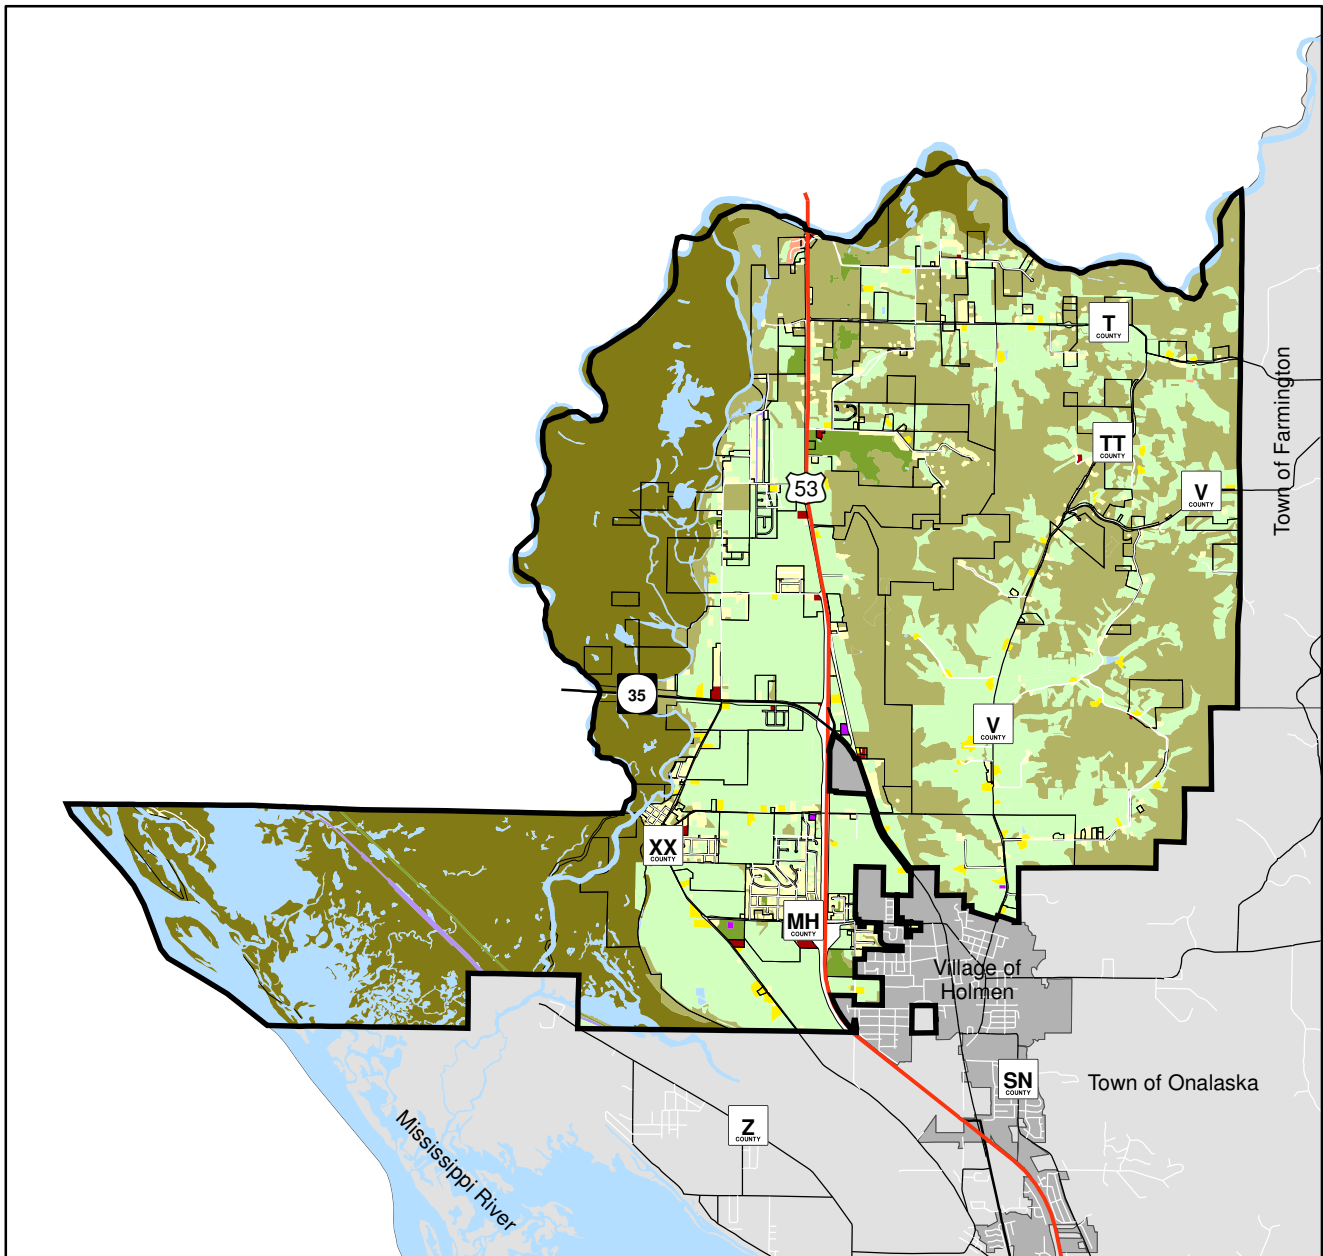 T
COUNTY
Town of Farmington
TT
COUNTY
V
COUNTY
53
35
V
COUNTY
XX
COUNTY
MH
COUNTY
Village of
Holmen
SN
COUNTY
Town of Onalaska
Z
COUNTY
Mississippi River